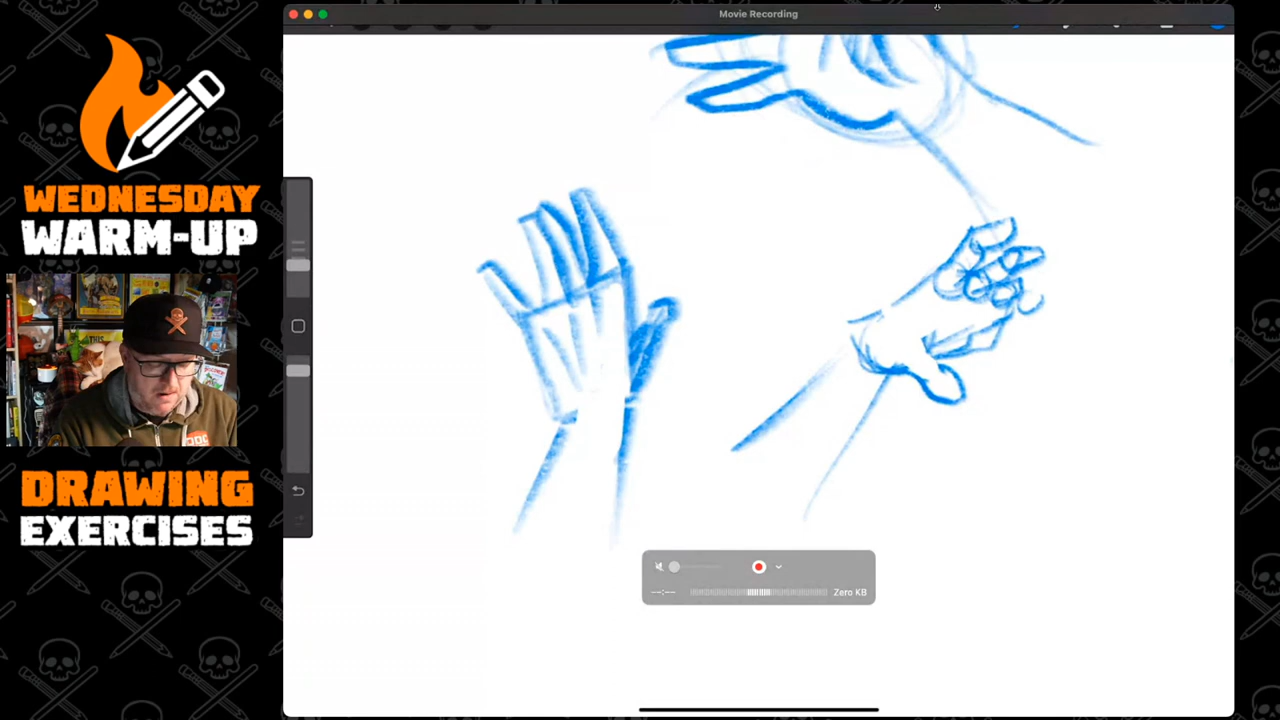 Movie Recording
WEDNESDAY
WARM-UP
DRAWING
EXERCISES
--:--
Zero KB